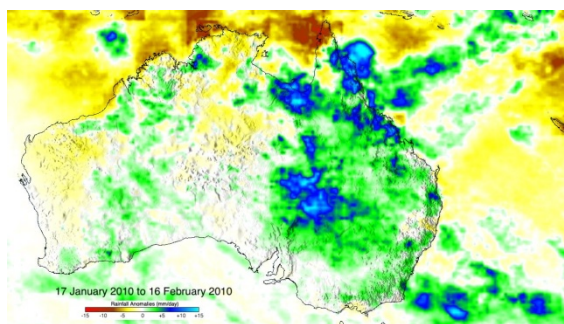 17 January 2010 to 16 February 2010
Rainfall Anomalies (mm/day)
-15 -10 -5 0 +5 +10 +15